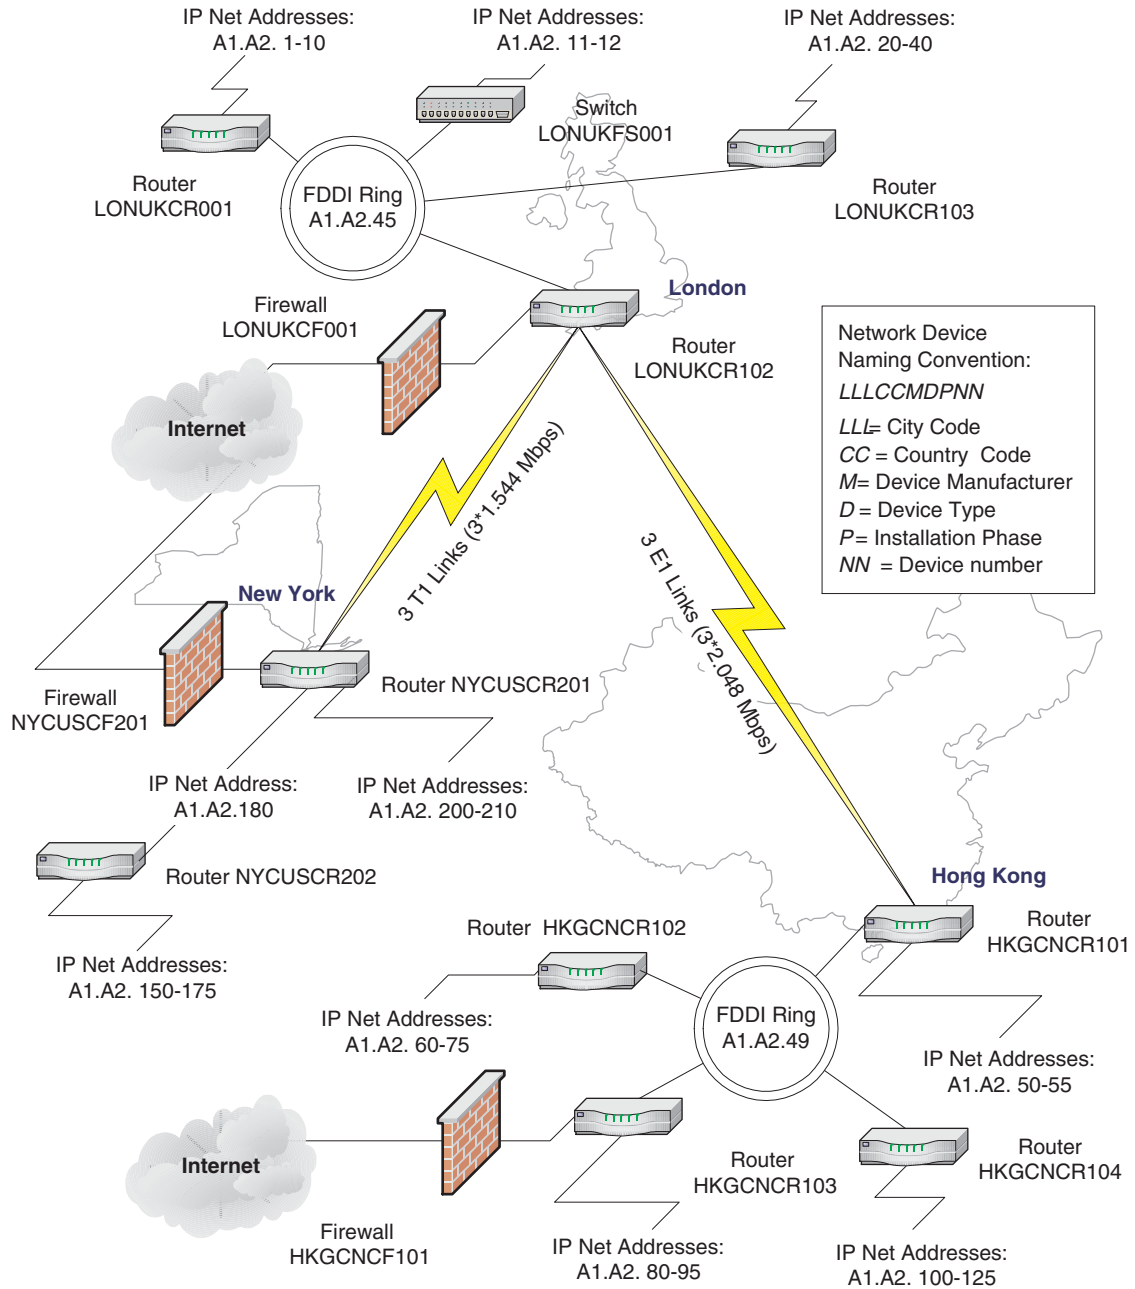 IP Net Addresses:
A1.A2. 1-10
IP Net Addresses:
A1.A2. 11-12
IP Net Addresses:
A1.A2. 20-40
Switch
LONUKFS001
Router
LONUKCR001
FDDI Ring
A1.A2.45
Router
LONUKCR103
London
Firewall
LONUKCF001
Router
LONUKCR102
Network Device
Naming Convention:
LLLCCMDPNN
LLL= City Code
CC = Country Code
M= Device Manufacturer
D = Device Type
P = Installation Phase
NN = Device number
Internet
3 T1 Links (3*1.544 Mbps)
3 E1 Links (3*2.048 Mbps)
New York
Firewall
NYCUSCF201
Router NYCUSCR201
IP Net Address:
A1.A2.180
IP Net Addresses:
A1.A2. 200-210
Router NYCUSCR202
IP Net Addresses:
A1.A2. 150-175
Hong Kong
Router HKGCNCR102
Router
HKGCNCR101
IP Net Addresses:
A1.A2. 60-75
FDDI Ring
A1.A2.49
IP Net Addresses:
A1.A2. 50-55
Internet
Firewall
HKGCNCF101
Router
HKGCNCR103
Router
HKGCNCR104
IP Net Addresses:
A1.A2. 80-95
IP Net Addresses:
A1.A2. 100-125